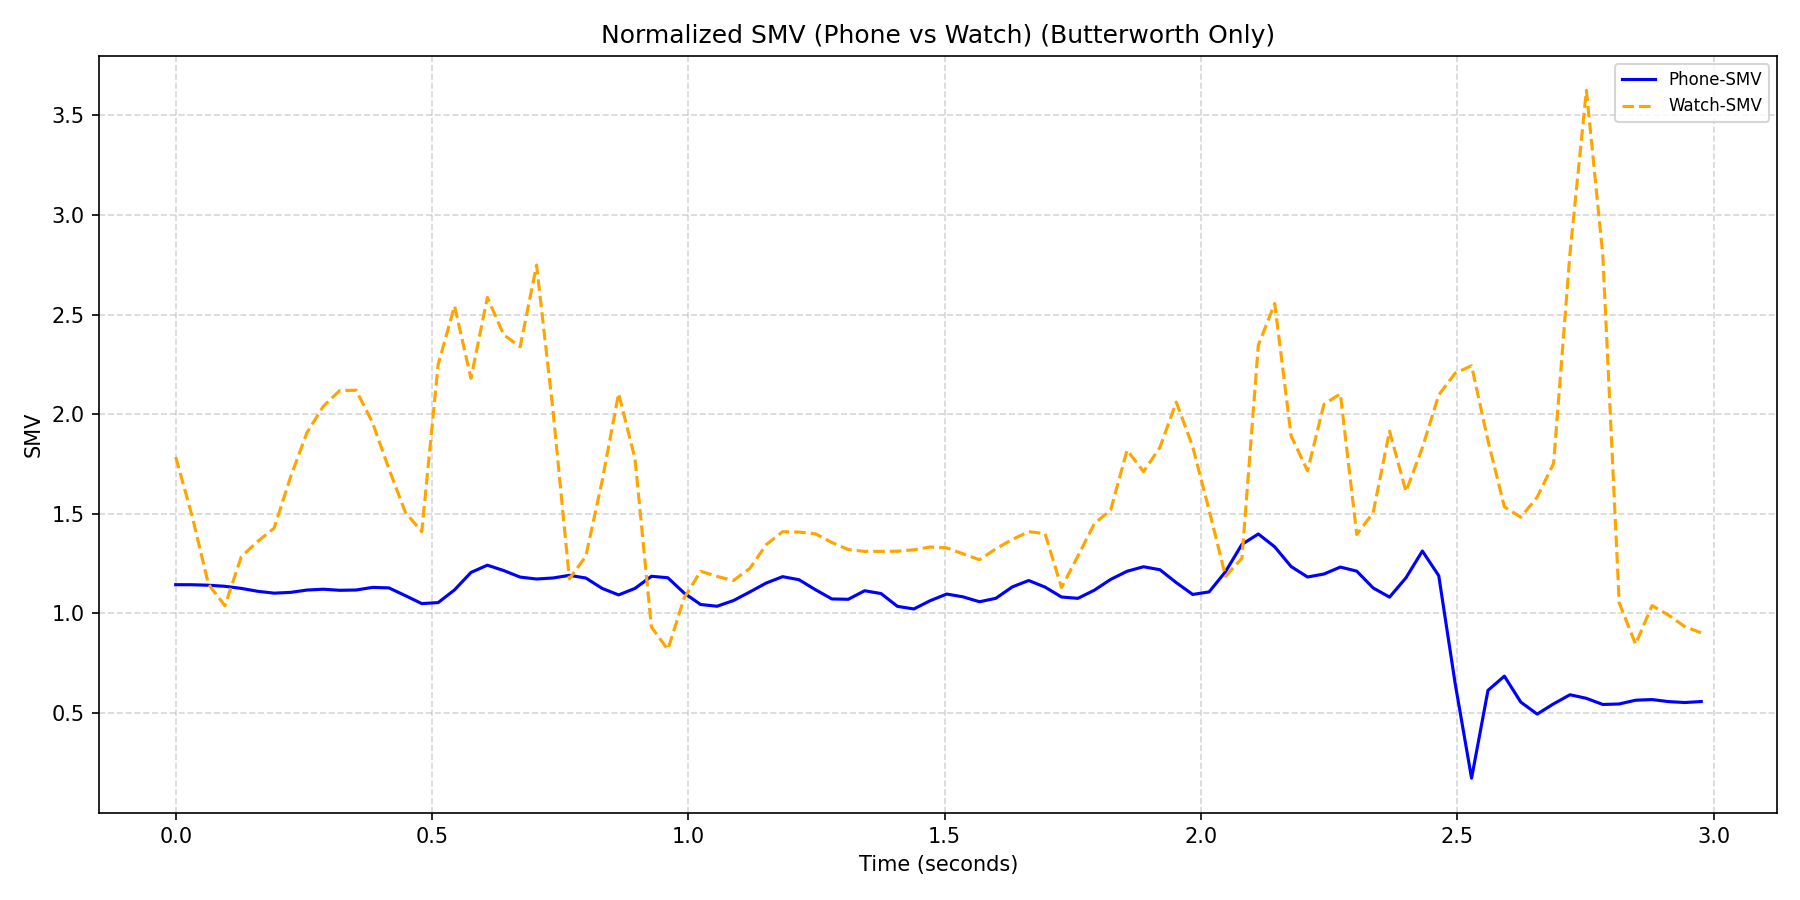 Normalized SMV (Phone vs Watch) (Butterworth Only)
Phone-SMV
Watch-SMV
SMV
3.5
3.0
2.5
2.0
1.5
1.0
0.5
0.0 0.5 1.0 1.5 2.0 2.5 3.0
Time (seconds)